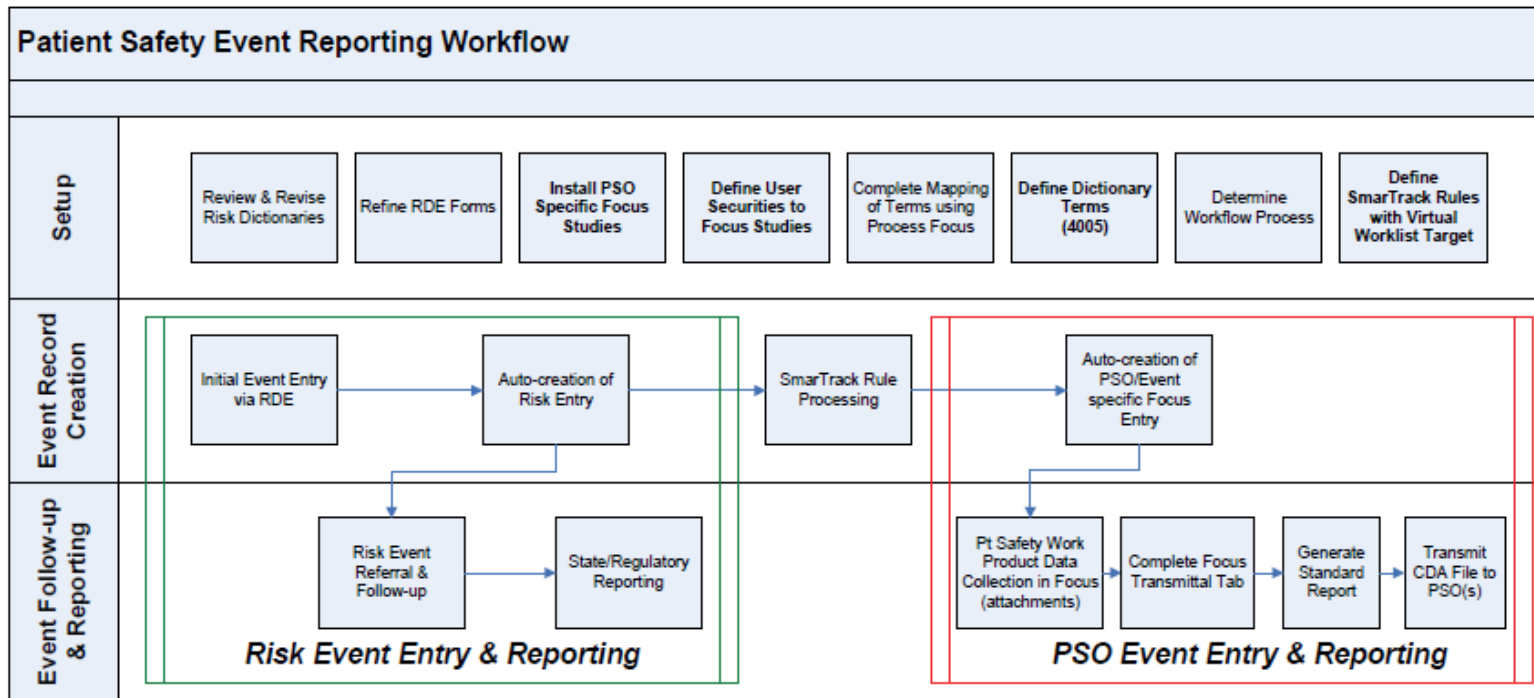 Patient Safety Event Reporting Workflow
Setup
Review & Revise
Risk Dictionaries
Refine RDE Forms
Install PSO
Specific Focus
Studies
Define User
Securities to
Focus Studies
Complete Mapping
of Terms using
Process Focus
Define Dictionary
Terms
(4005)
Determine
Workflow Process
Define
SmarTrack Rules
with Virtual
Worklist Target
Event Record
Creation
Initial Event Entry
via RDE
Auto-creation of
Risk Entry
SmarTrack Rule
Processing
Auto-creation of
PSO/Event
specific Focus
Entry
Event Follow-up
& Reporting
Risk Event
Referral &
Follow-up
State/Regulatory
Reporting
Pt Safety Work
Product Data
Collection in Focus
(attachments)
Complete Focus
Transmittal Tab
Generate
Standard
Report
Transmit
CDA File to
PSO(s)
Risk Event Entry & Reporting
PSO Event Entry & Reporting